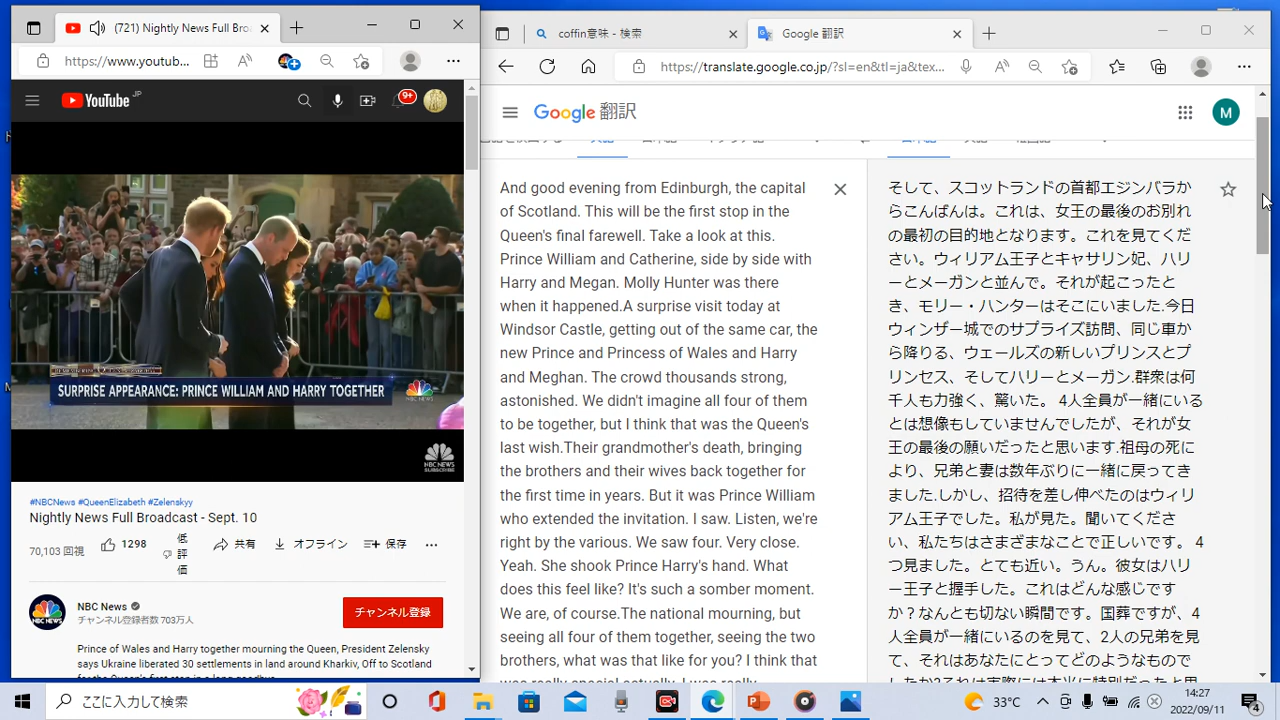 (721) Nightly News Full Bro
https://www.youtub...
YouTube JP
9+
SURPRISE APPEARANCE: PRINCE WILLIAM AND HARRY TOGETHER
NBC NEWS
NBC NEWS
SUBSCRIBE
#NBCNews #QueenElizabeth #Zelenskyy
Nightly News Full Broadcast - Sept. 10
70,103 回視
1298
低評価
共有
オフライン
保存
NBC News
チャンネル登録者数 703万人
チャンネル登録
Prince of Wales and Harry together mourning the Queen, President Zelensky
says Ukraine liberated 30 settlements in land around Kharkiv, Off to Scotland
coffin意味 - 検索
Google 翻訳
https://translate.google.co.jp/?sl=en&tl=ja&tex...
Google 翻訳
M
And good evening from Edinburgh, the capital
of Scotland. This will be the first stop in the
Queen's final farewell. Take a look at this.
Prince William and Catherine, side by side with
Harry and Megan. Molly Hunter was there
when it happened.A surprise visit today at
Windsor Castle, getting out of the same car, the
new Prince and Princess of Wales and Harry
and Meghan. The crowd thousands strong,
astonished. We didn't imagine all four of them
to be together, but I think that was the Queen's
last wish.Their grandmother's death, bringing
the brothers and their wives back together for
the first time in years. But it was Prince William
who extended the invitation. I saw. Listen, we're
right by the various. We saw four. Very close.
Yeah. She shook Prince Harry's hand. What
does this feel like? It's such a somber moment.
We are, of course.The national mourning, but
seeing all four of them together, seeing the two
brothers, what was that like for you? I think that
そして、スコットランドの首都エジンバラか
らこんばんは。これは、女王の最後のお別れ
の最初の目的地となります。これを見てくだ
さい。ウィリアム王子とキャサリン妃、ハリ
ーとメーガンと並んで。それが起こったと
き、モリー・ハンターはそこにいました.今日
ウィンザー城でのサプライズ訪問、同じ車か
ら降りる、ウェールズの新しいプリンスとプ
リンセス、そしてハリーとメーガン.群衆は何
千人も力強く、驚いた。 4人全員が一緒にいる
とは想像もしていませんでしたが、それが女
王の最後の願いだったと思います.祖母の死に
より、兄弟と妻は数年ぶりに一緒に戻ってき
ました.しかし、招待を差し伸べたのはウィリ
アム王子でした。私が見た。聞いてくださ
い、私たちはさまざまなことで正しいです。 4
つ見ました。とても近い。うん。彼女はハリ
ー王子と握手した。これはどんな感じです
か？なんとも切ない瞬間です。国葬ですが、4
人全員が一緒にいるのを見て、2人の兄弟を見
て、それはあなたにとってどのようなもので
ここに入力して検索
33°C
14:27
2022/09/11
4